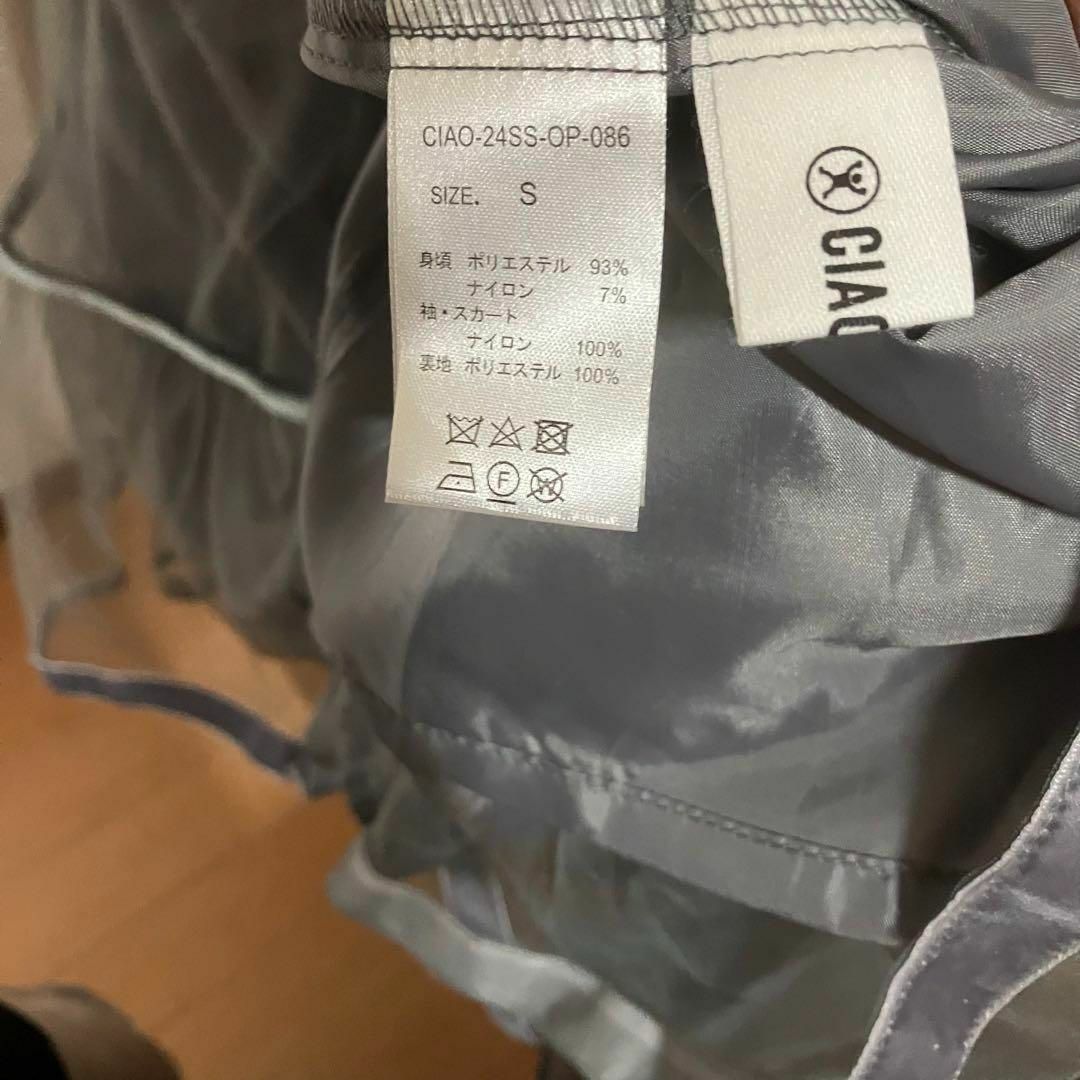 CIAO-24SS-OP-086
SIZE. S
身頃 ポリエステル 93%
ナイロン 7%
袖・スカート
ナイロン 100%
裏地 ポリエステル 100%
F
W
CIAO